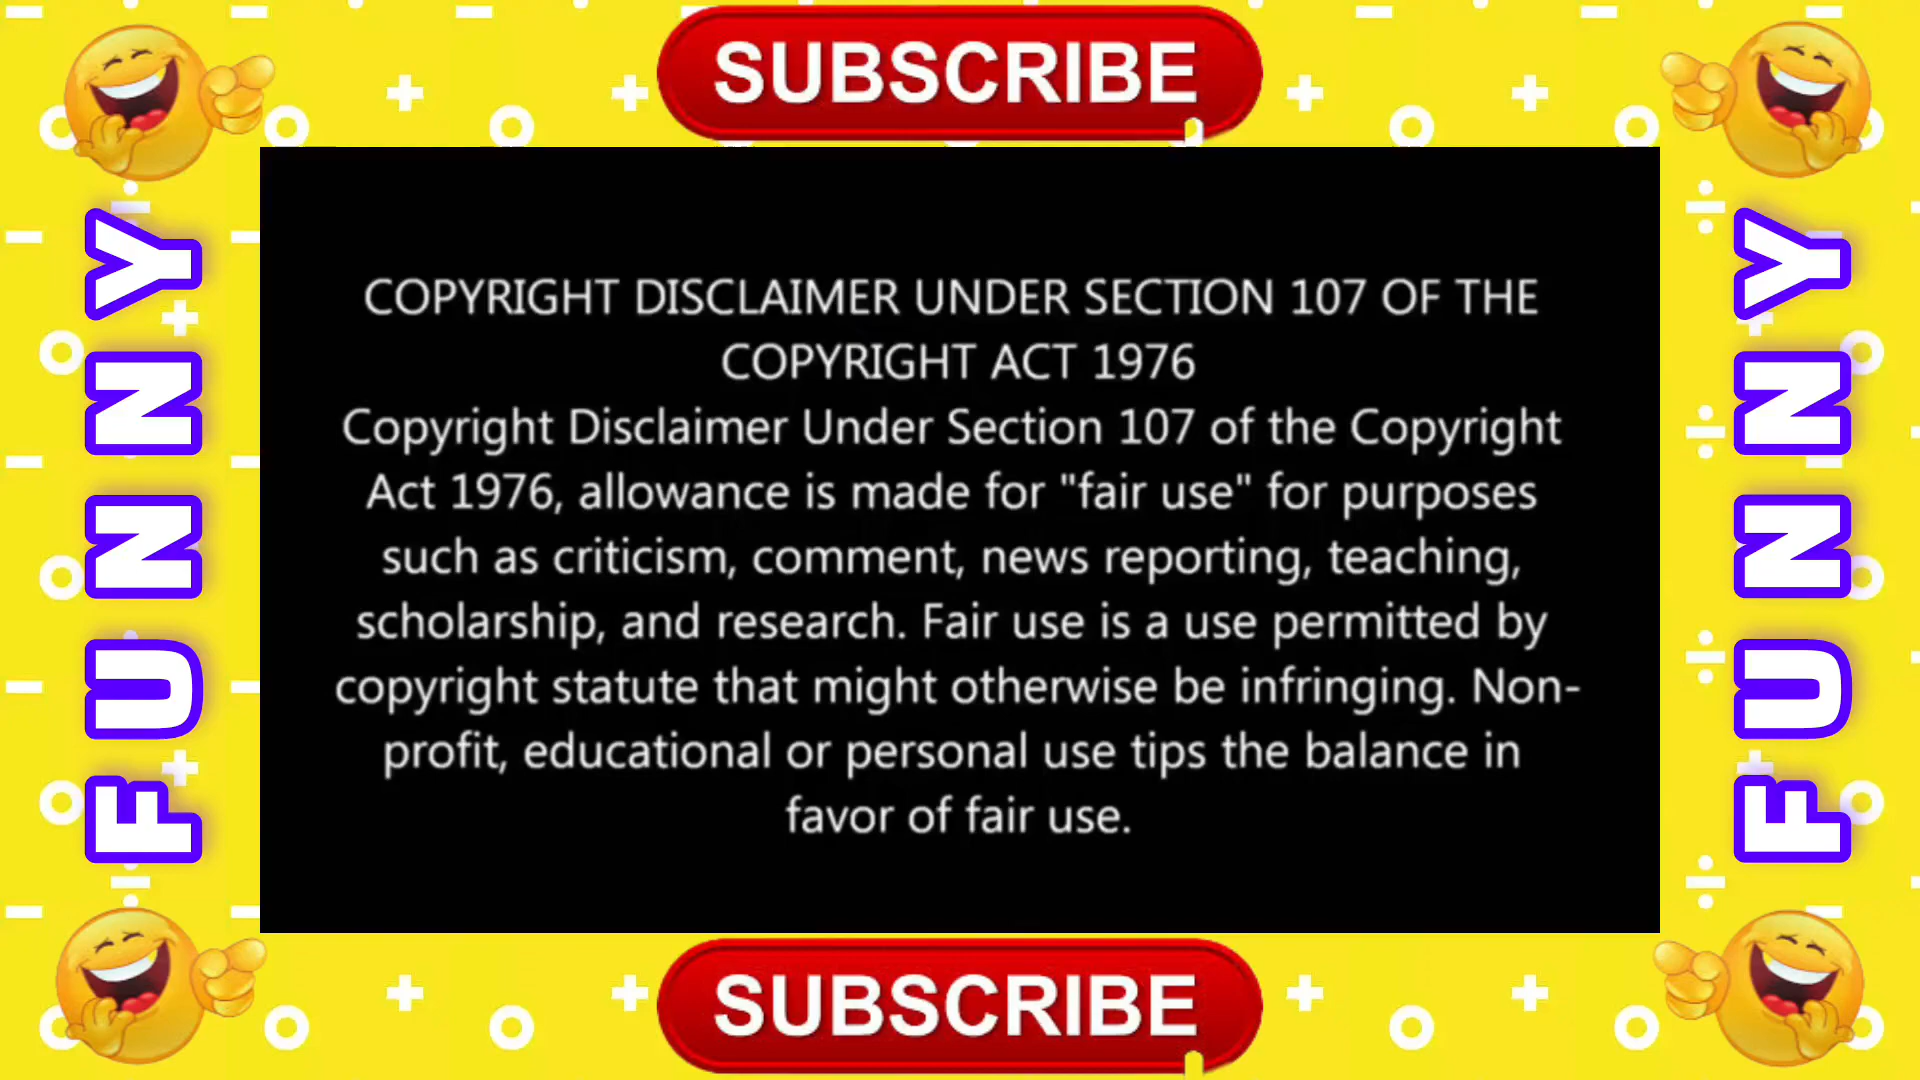 SUBSCRIBE
FUNNY
COPYRIGHT DISCLAIMER UNDER SECTION 107 OF THE
COPYRIGHT ACT 1976
Copyright Disclaimer Under Section 107 of the Copyright
Act 1976, allowance is made for "fair use" for purposes
such as criticism, comment, news reporting, teaching,
scholarship, and research. Fair use is a use permitted by
copyright statute that might otherwise be infringing. Non-
profit, educational or personal use tips the balance in
favor of fair use.
FUNNY
SUBSCRIBE